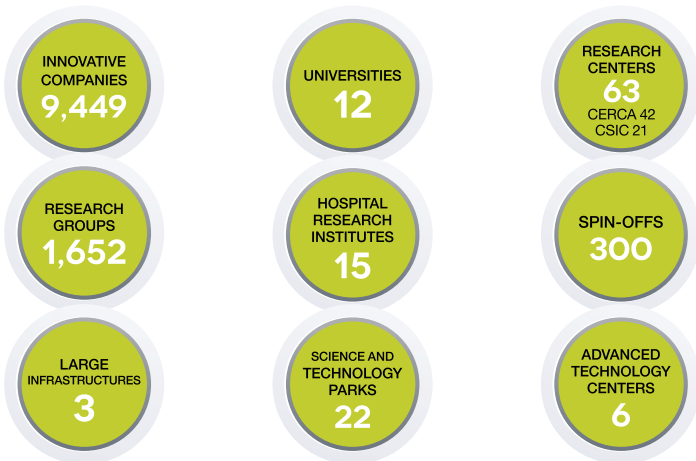 INNOVATIVE
COMPANIES
9,449
UNIVERSITIES
12
RESEARCH
CENTERS
63
CERCA 42
CSIC 21
RESEARCH
GROUPS
1,652
HOSPITAL
RESEARCH
INSTITUTES
15
SPIN-OFFS
300
LARGE
INFRASTRUCTURES
3
SCIENCE AND
TECHNOLOGY
PARKS
22
ADVANCED
TECHNOLOGY
CENTERS
6